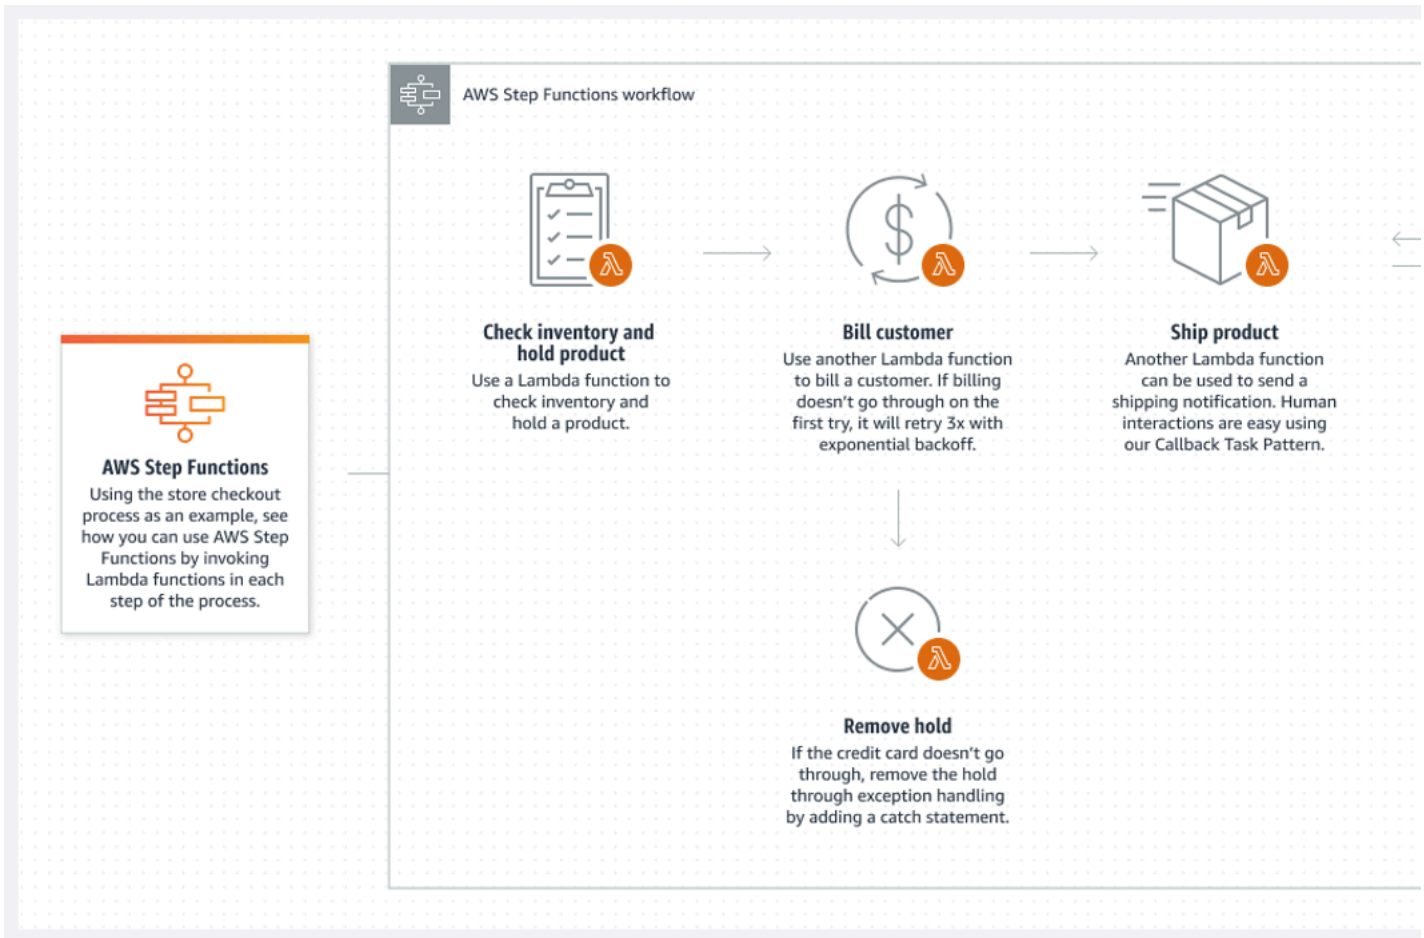 AWS Step Functions workflow
Check inventory and
hold product
Use a Lambda function to
check inventory and
hold a product.
Bill customer
Use another Lambda function
to bill a customer. If billing
doesn't go through on the
first try, it will retry 3x with
exponential backoff.
Ship product
Another Lambda function
can be used to send a
shipping notification. Human
interactions are easy using
our Callback Task Pattern.
AWS Step Functions
Using the store checkout
process as an example, see
how you can use AWS Step
Functions by invoking
Lambda functions in each
step of the process.
Remove hold
If the credit card doesn't go
through, remove the hold
through exception handling
by adding a catch statement.